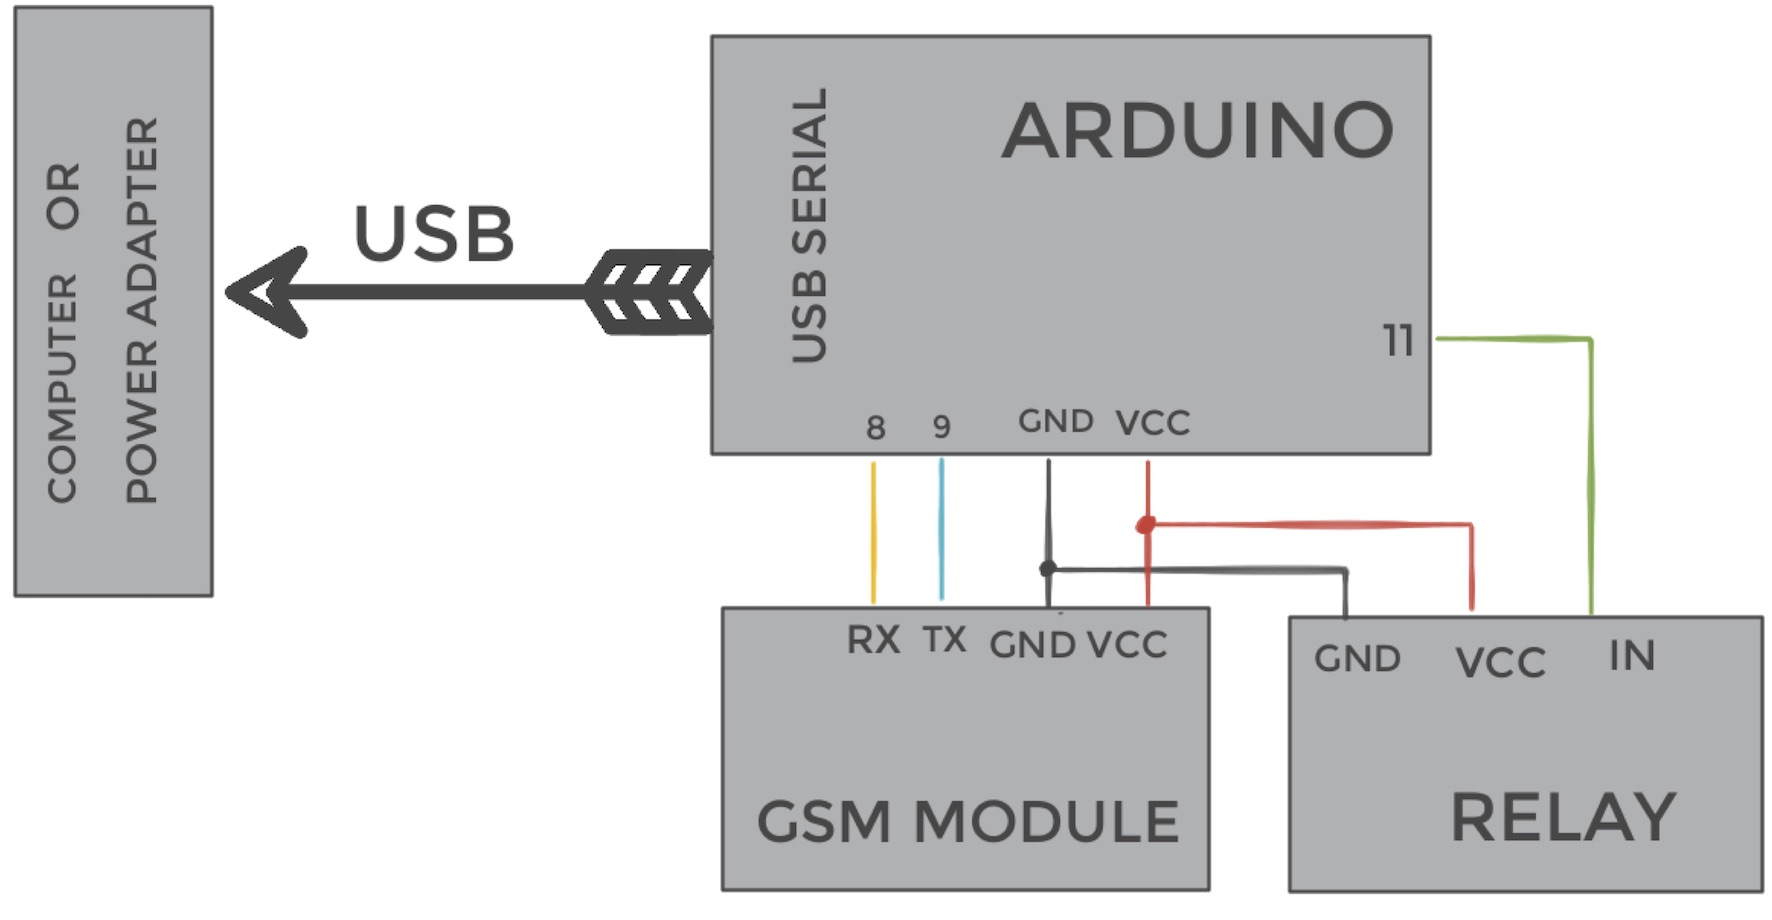 COMPUTER OR
POWER ADAPTER
USB
USB SERIAL
ARDUINO
11
8 9 GND VCC
RX TX GND VCC
GSM MODULE
GND VCC IN
RELAY